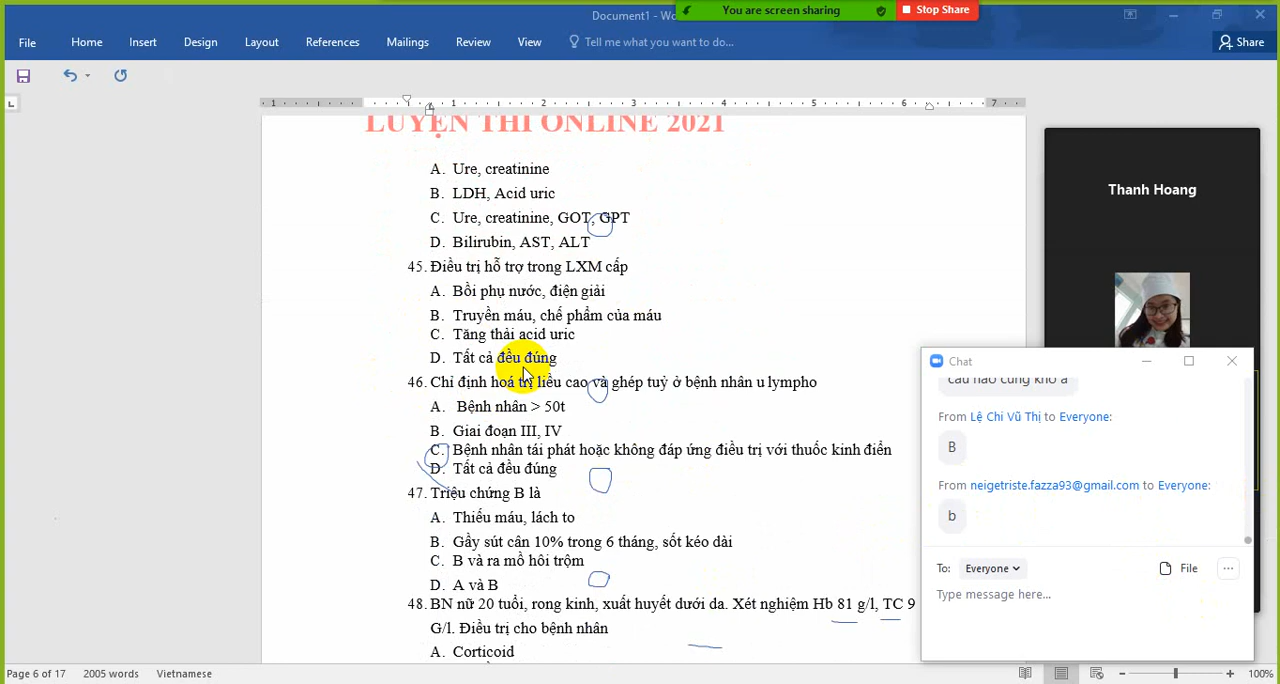 Document1 - Wo
You are screen sharing
Stop Share
File Home Insert Design Layout References Mailings Review View Tell me what you want to do...
Share
LUYỆN THI ONLINE 2021
A. Ure, creatinine
B. LDH, Acid uric
C. Ure, creatinine, GOT, GPT
D. Bilirubin, AST, ALT
45. Điều trị hỗ trợ trong LXM cấp
A. Bồi phụ nước, điện giải
B. Truyền máu, chế phẩm của máu
C. Tăng thải acid uric
D. Tất cả đều đúng
46. Chỉ định hoá trị liều cao và ghép tuỷ ở bệnh nhân u lympho
A. Bệnh nhân > 50t
B. Giai đoạn III, IV
C. Bệnh nhân tái phát hoặc không đáp ứng điều trị với thuốc kinh điển
D. Tất cả đều đúng
47. Triệu chứng B là
A. Thiếu máu, lách to
B. Gầy sút cân 10% trong 6 tháng, sốt kéo dài
C. B và ra mồ hôi trộm
D. A và B
48. BN nữ 20 tuổi, rong kinh, xuất huyết dưới da. Xét nghiệm Hb 81 g/l, TC 9
G/l. Điều trị cho bệnh nhân
A. Corticoid
Thanh Hoang
Chat
câu nào cũng khó ạ
From Lê Chi Vũ Thị to Everyone:
B
From neigetriste.fazza93@gmail.com to Everyone:
b
To: Everyone File ...
Type message here...
Page 6 of 17 2005 words Vietnamese
100%